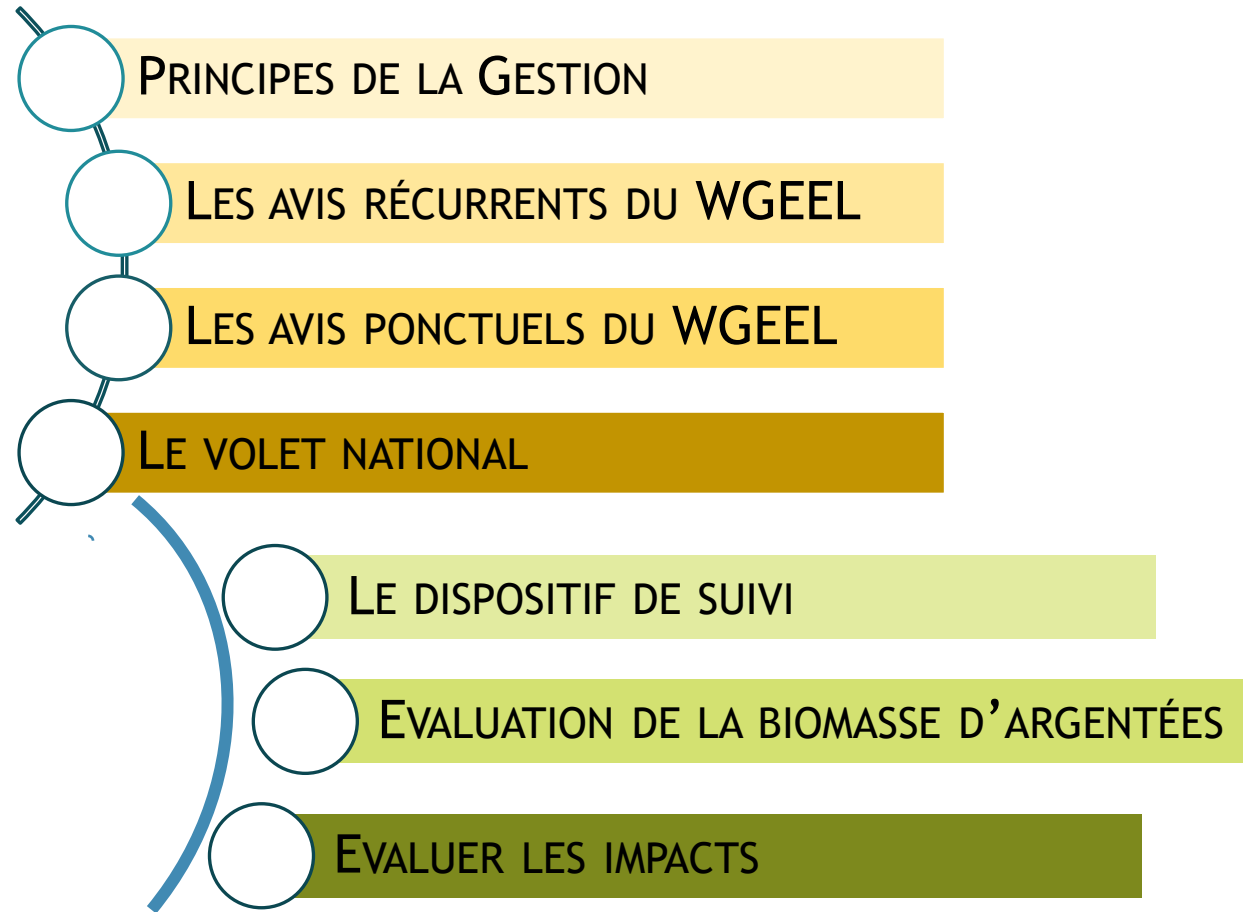 Principes de la Gestion
Les avis récurrents du WGEEL
Les avis ponctuels du WGEEL
Le volet national
Le dispositif de suivi
Evaluation de la biomasse d’argentées
Evaluer les impacts